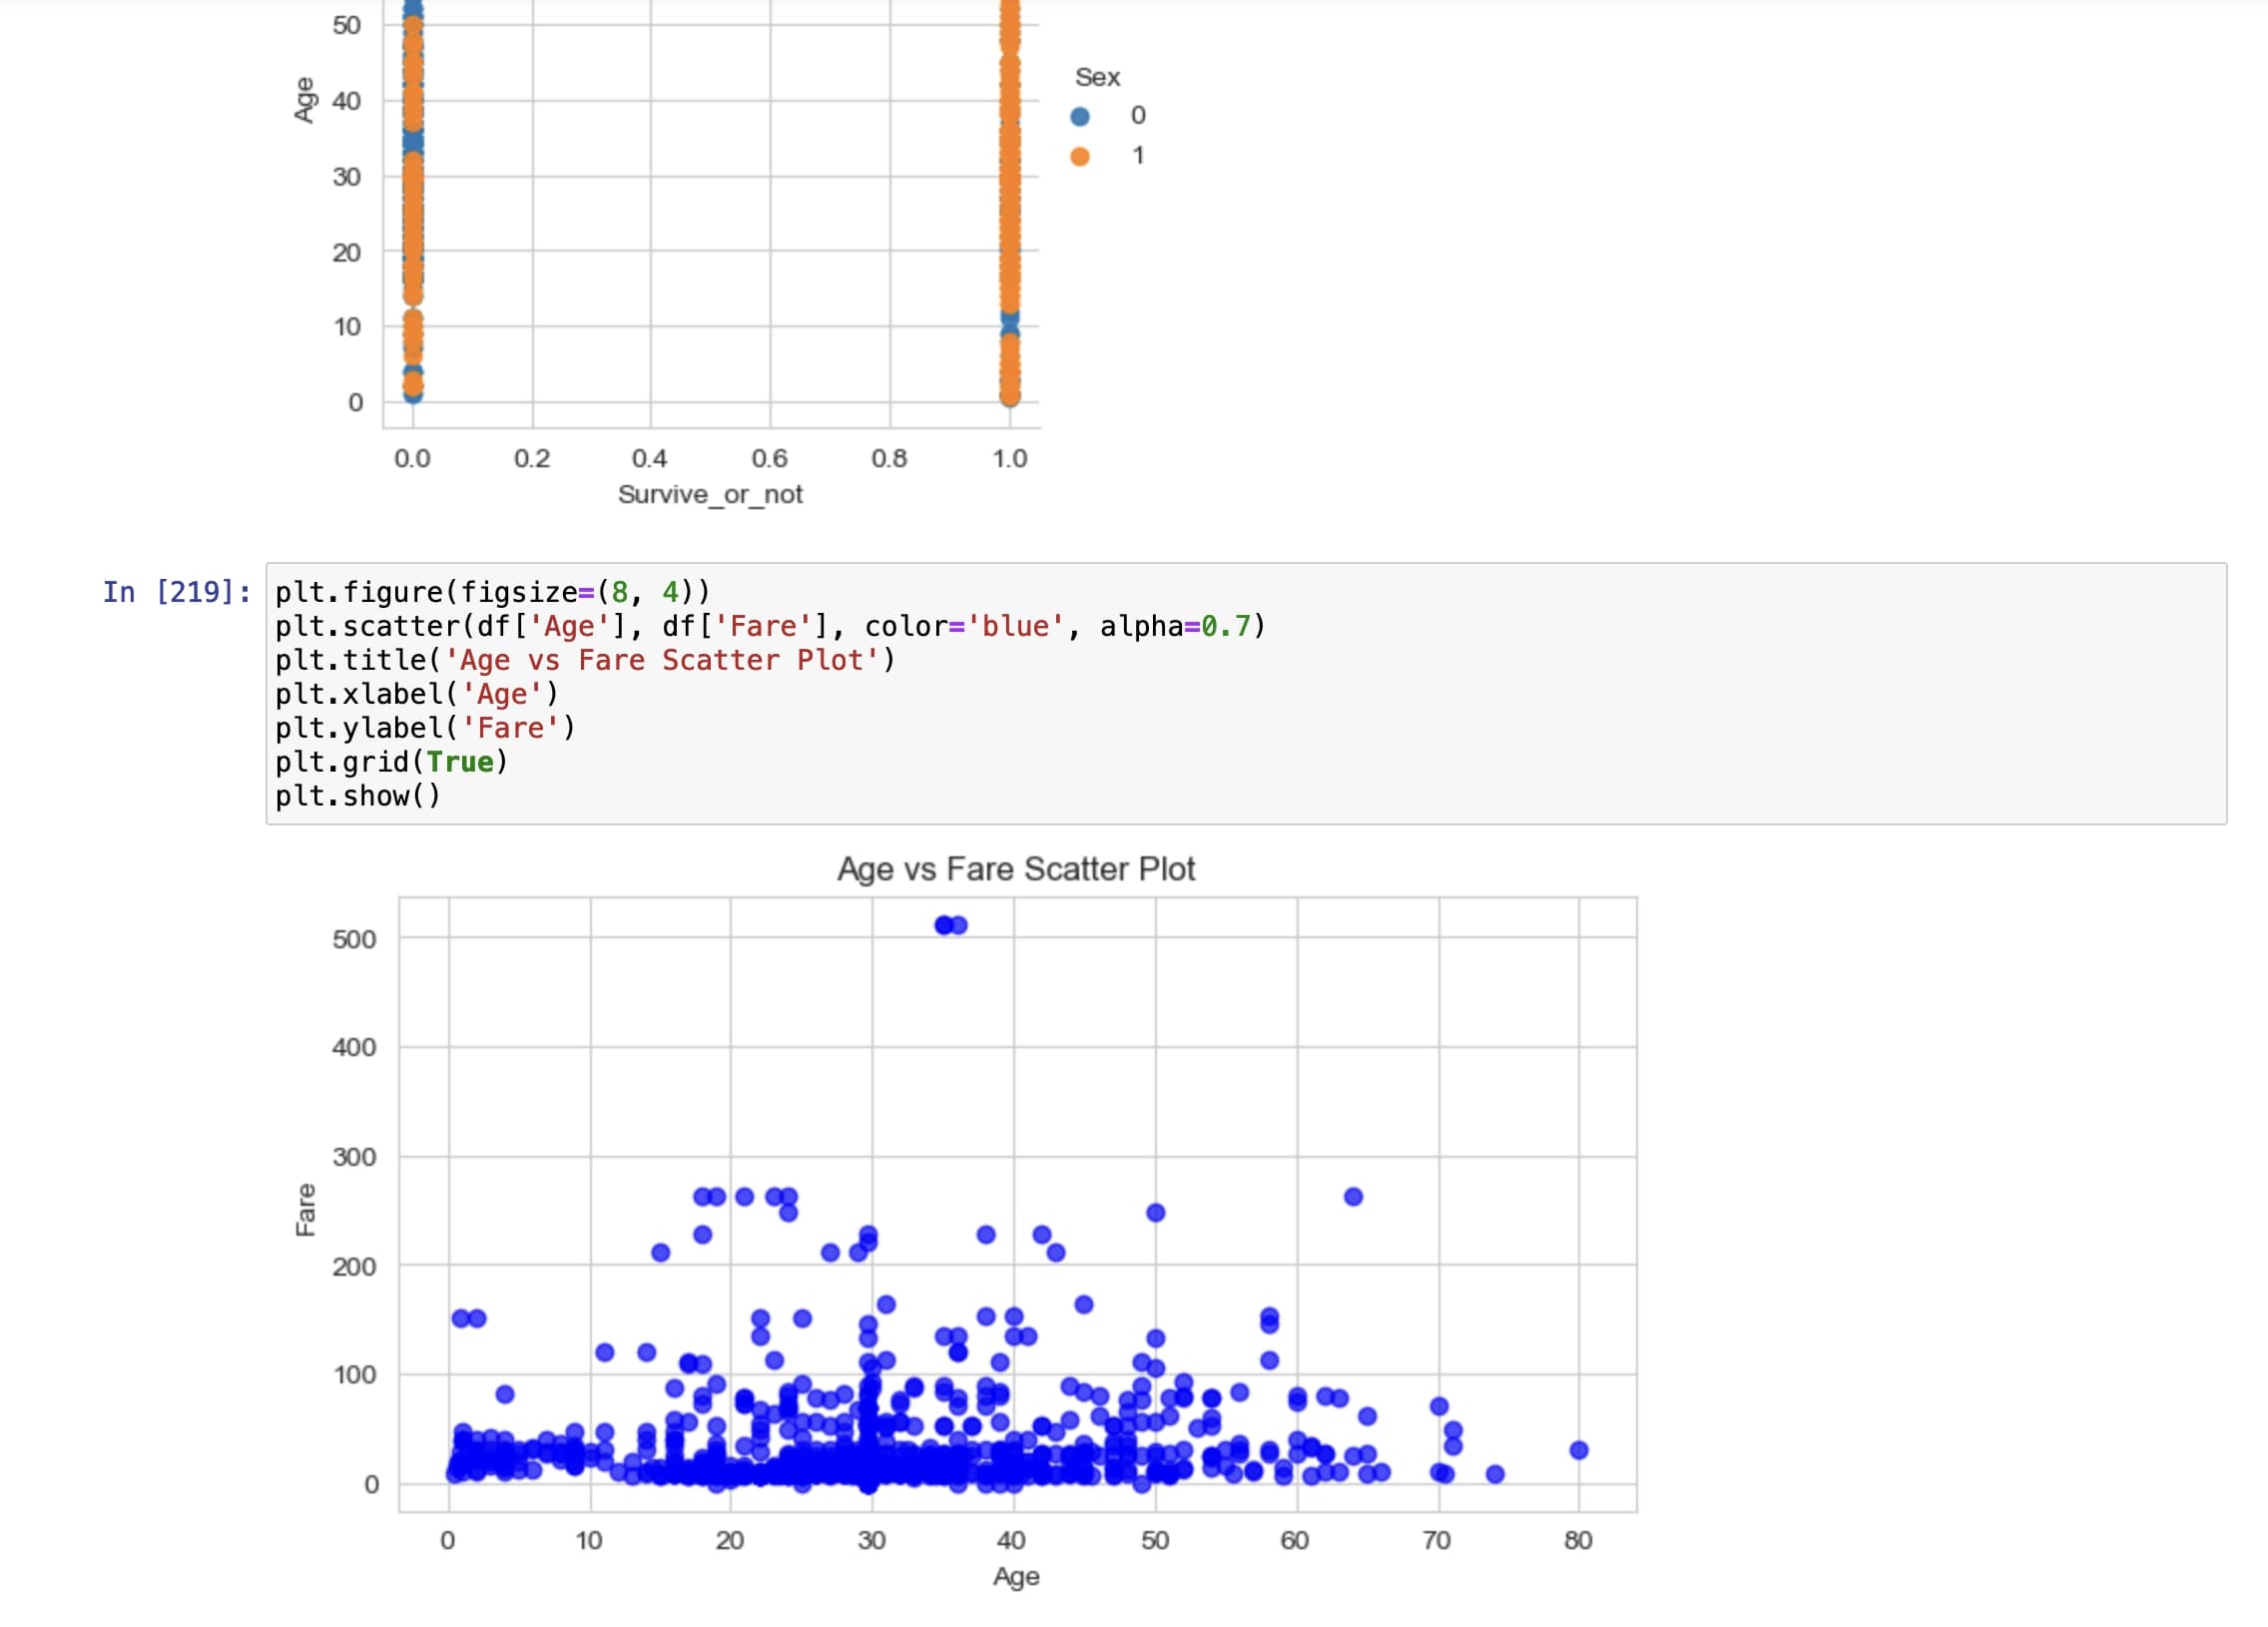 50
40
30
20
10
0
Age
Sex
0
1
0.0 0.2 0.4 0.6 0.8 1.0
Survive_or_not
In [219]:
plt.figure(figsize=(8, 4))
plt.scatter(df['Age'], df['Fare'], color='blue', alpha=0.7)
plt.title('Age vs Fare Scatter Plot')
plt.xlabel('Age')
plt.ylabel('Fare')
plt.grid(True)
plt.show()
Age vs Fare Scatter Plot
500
400
300
200
100
0
Fare
0 10 20 30 40 50 60 70 80
Age